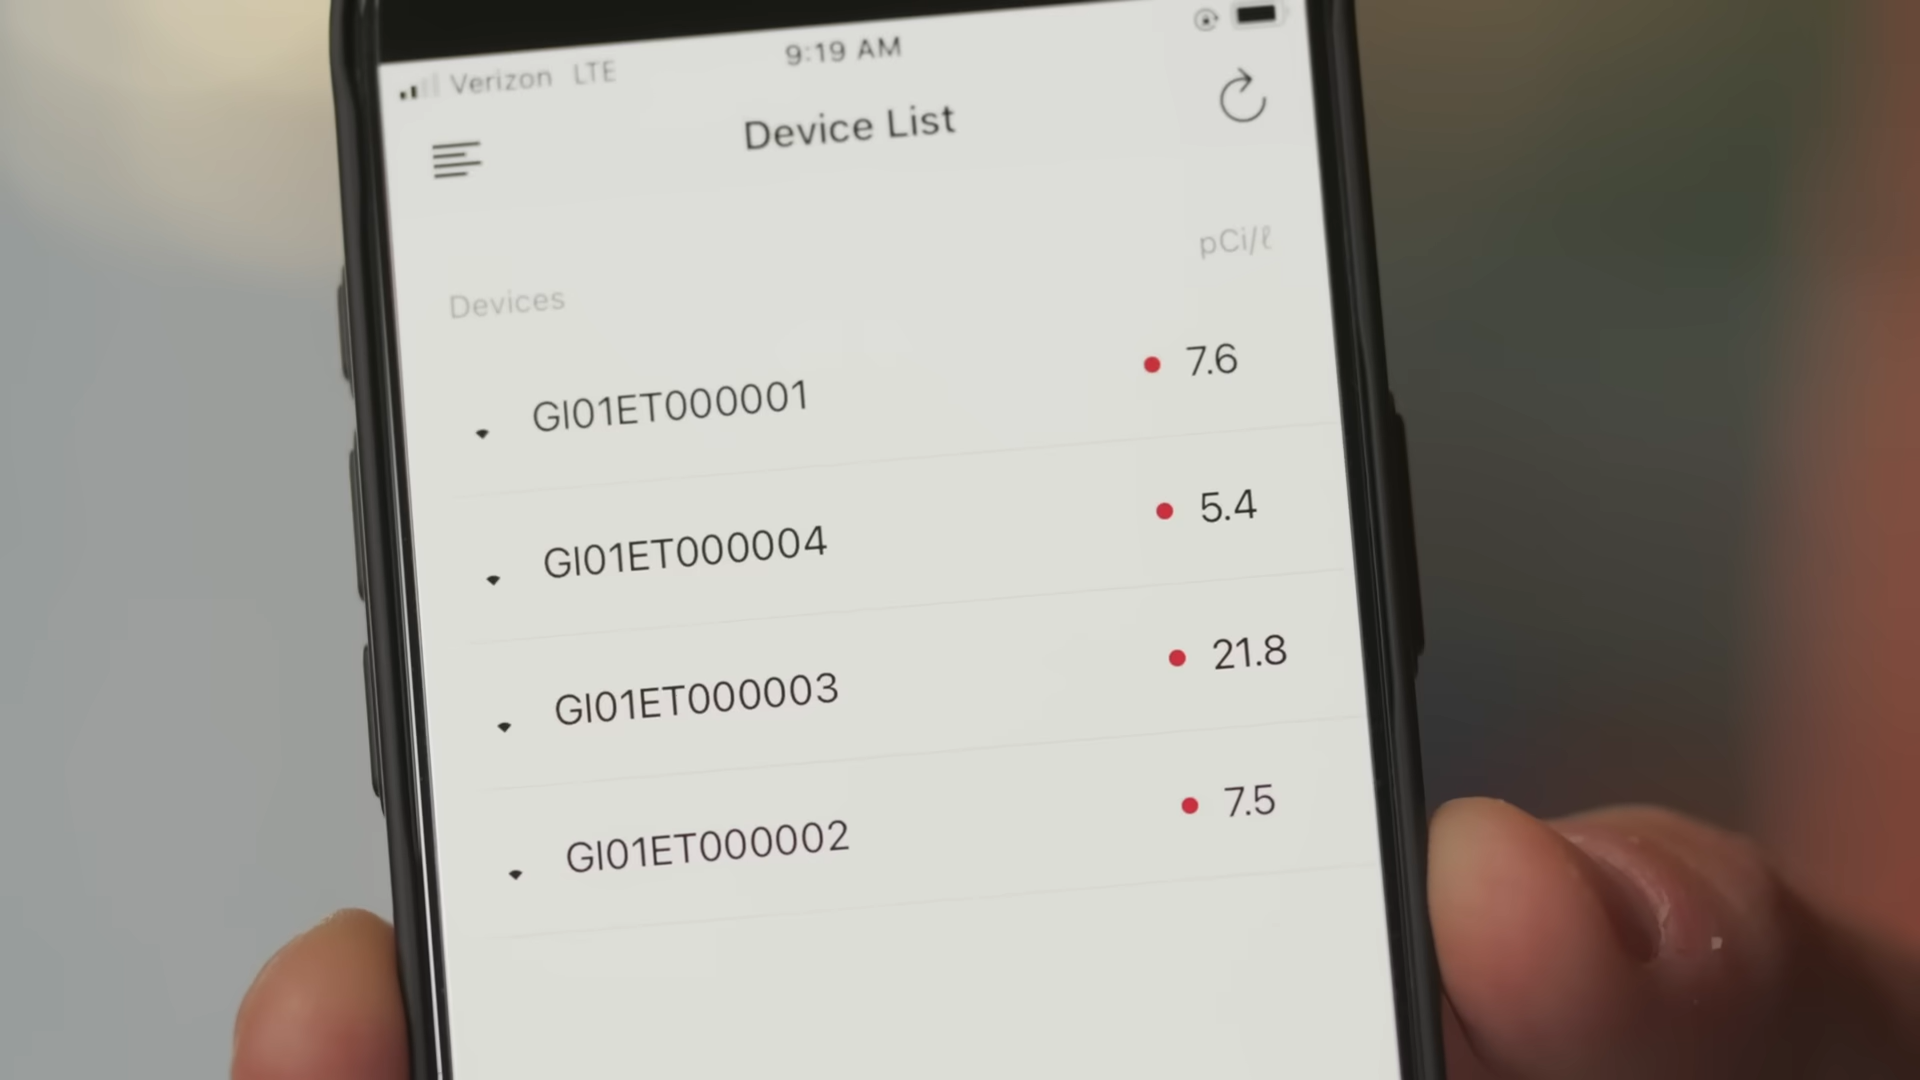 Verizon LTE 9:19 AM
Device List
pCi/ℓ
Devices
GI01ET000001 7.6
GI01ET000004 5.4
GI01ET000003 21.8
GI01ET000002 7.5